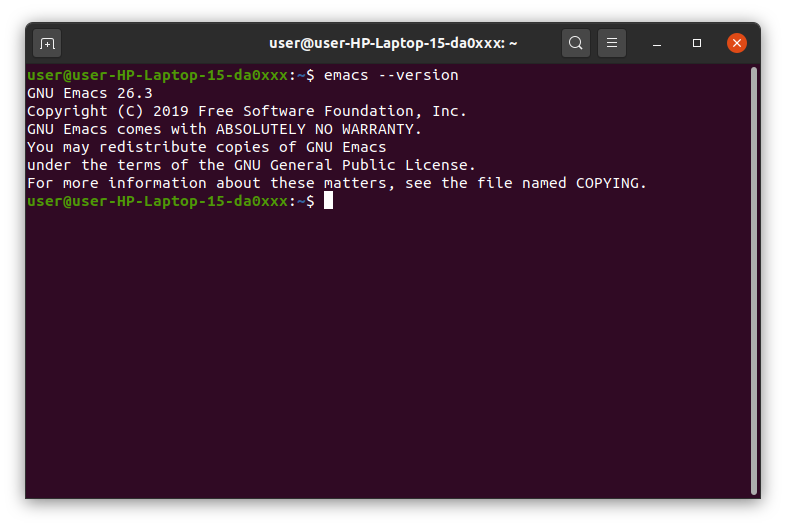 user@user-HP-Laptop-15-da0xxx: ~
user@user-HP-Laptop-15-da0xxx:~$ emacs --version
GNU Emacs 26.3
Copyright (C) 2019 Free Software Foundation, Inc.
GNU Emacs comes with ABSOLUTELY NO WARRANTY.
You may redistribute copies of GNU Emacs
under the terms of the GNU General Public License.
For more information about these matters, see the file named COPYING.
user@user-HP-Laptop-15-da0xxx:~$